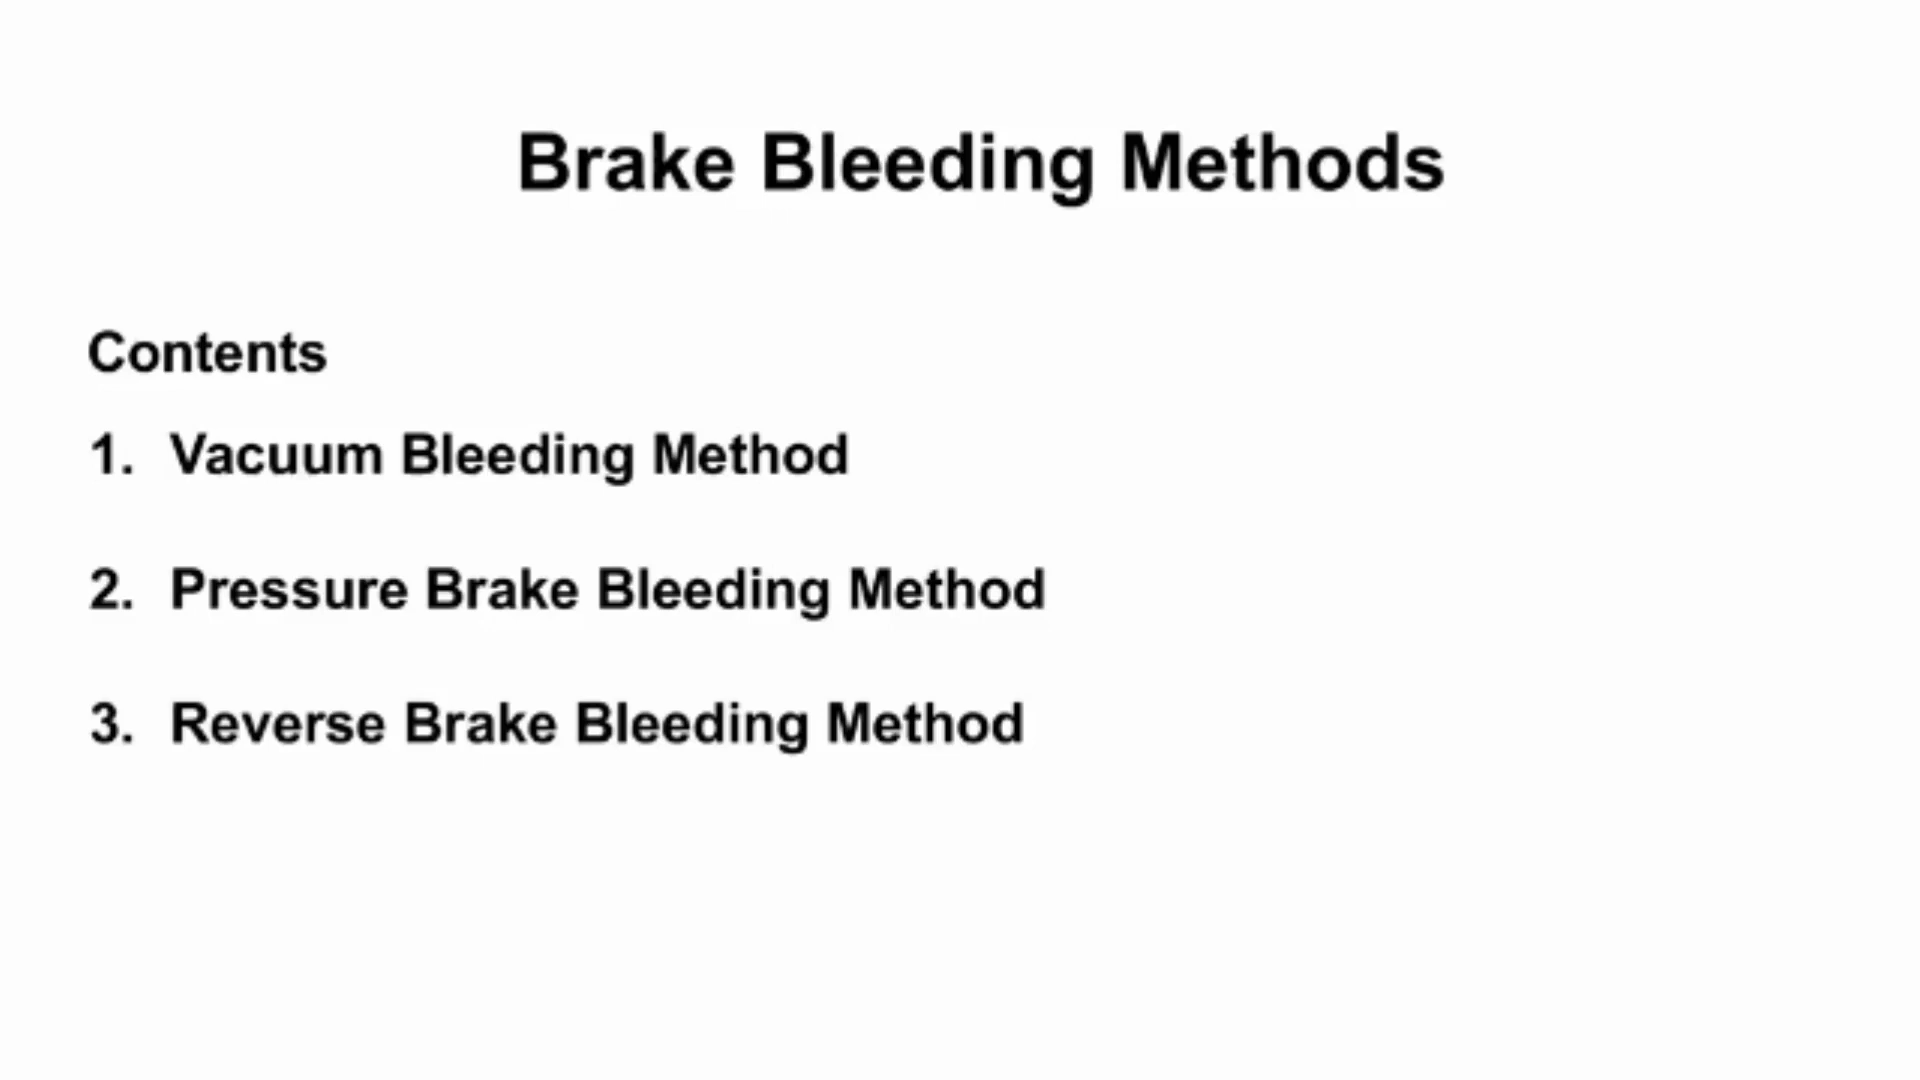 Brake Bleeding Methods
Contents
1. Vacuum Bleeding Method
2. Pressure Brake Bleeding Method
3. Reverse Brake Bleeding Method